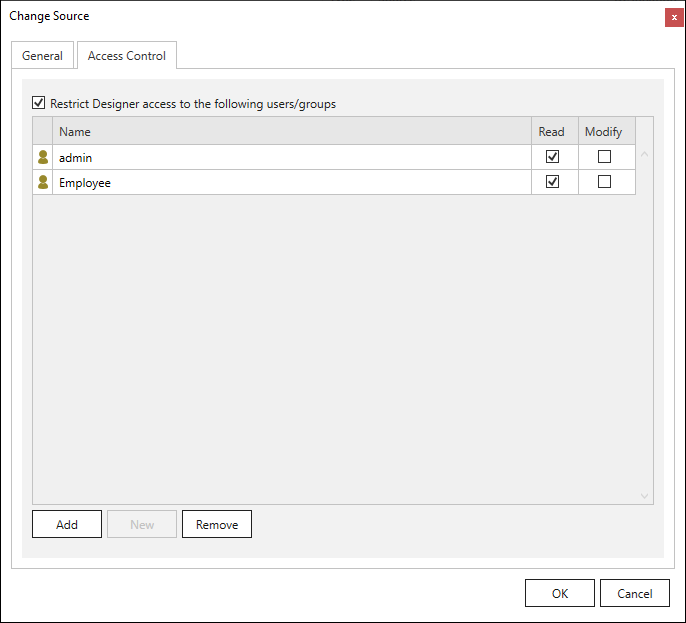 Change Source
x
General Access Control
Restrict Designer access to the following users/groups
Name Read Modify
admin
Employee
Add New Remove
OK Cancel